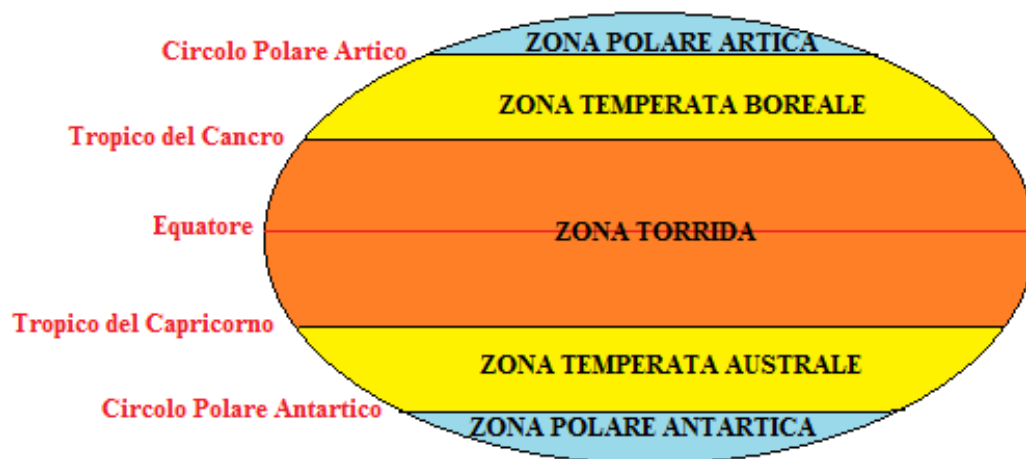 ZONA POLARE ARTICA
Circolo Polare Artico
ZONA TEMPERATA BOREALE
Tropico del Cancro
Equatore
ZONA TORRIDA
Tropico del Capricorno
ZONA TEMPERATA AUSTRALE
Circolo Polare Antartico
ZONA POLARE ANTARTICA